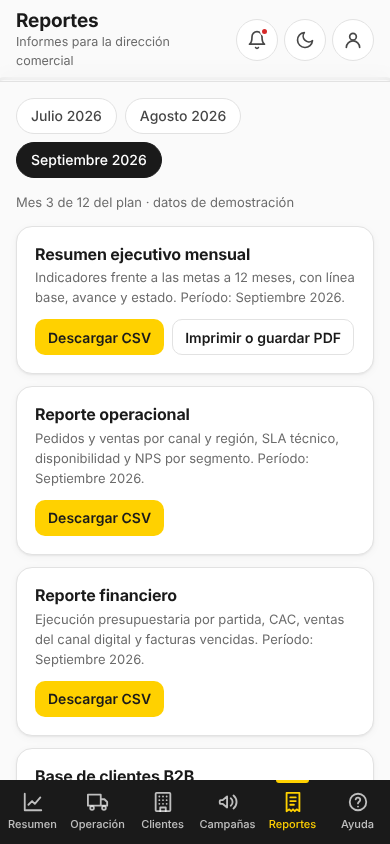 Reportes
Informes para la dirección
comercial
Julio 2026
Agosto 2026
Septiembre 2026
Mes 3 de 12 del plan · datos de demostración
Resumen ejecutivo mensual
Indicadores frente a las metas a 12 meses, con línea
base, avance y estado. Período: Septiembre 2026.
Descargar CSV
Imprimir o guardar PDF
Reporte operacional
Pedidos y ventas por canal y región, SLA técnico,
disponibilidad y NPS por segmento. Período:
Septiembre 2026.
Descargar CSV
Reporte financiero
Ejecución presupuestaria por partida, CAC, ventas
del canal digital y facturas vencidas. Período:
Septiembre 2026.
Descargar CSV
Base de clientes B2B
Resumen
Operación
Clientes
Campañas
Reportes
Ayuda